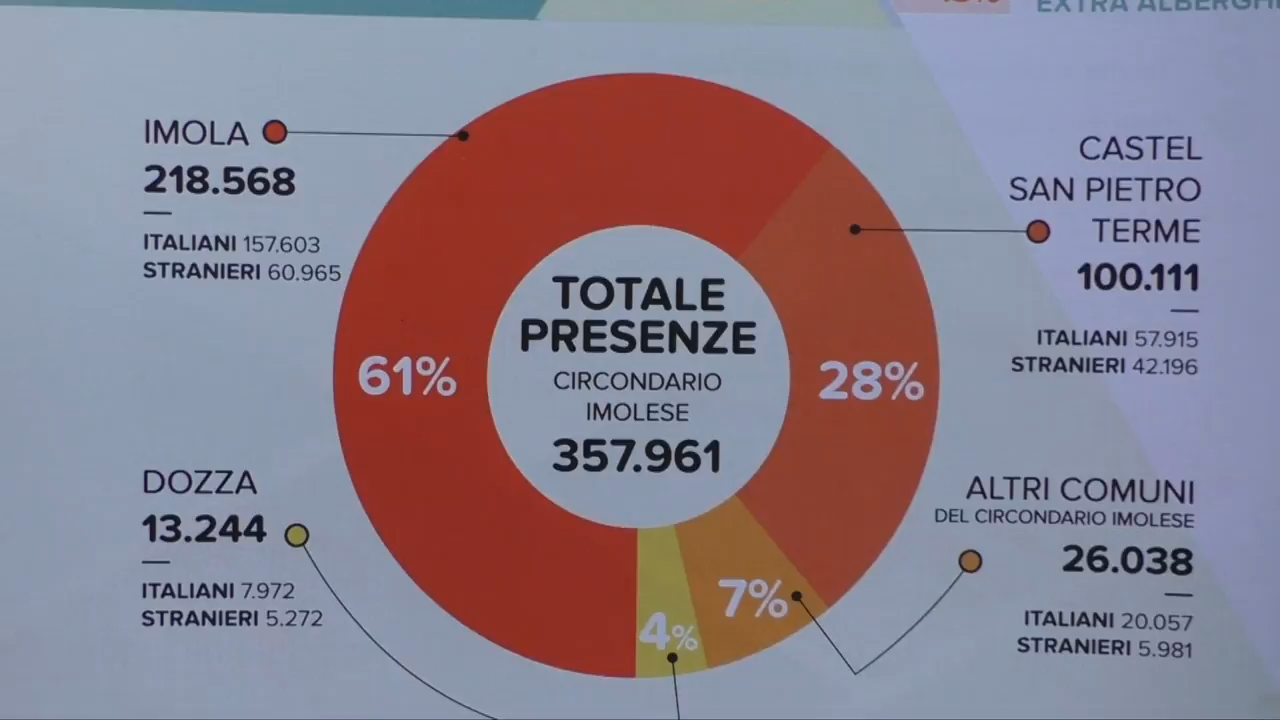 EXTRA ALBERGH
IMOLA
218.568
ITALIANI 157.603
STRANIERI 60.965
CASTEL
SAN PIETRO
TERME
100.111
ITALIANI 57.915
STRANIERI 42.196
TOTALE
PRESENZE
CIRCONDARIO
IMOLESE
357.961
61%
28%
DOZZA
13.244
ITALIANI 7.972
STRANIERI 5.272
ALTRI COMUNI
DEL CIRCONDARIO IMOLESE
26.038
ITALIANI 20.057
STRANIERI 5.981
7%
4%